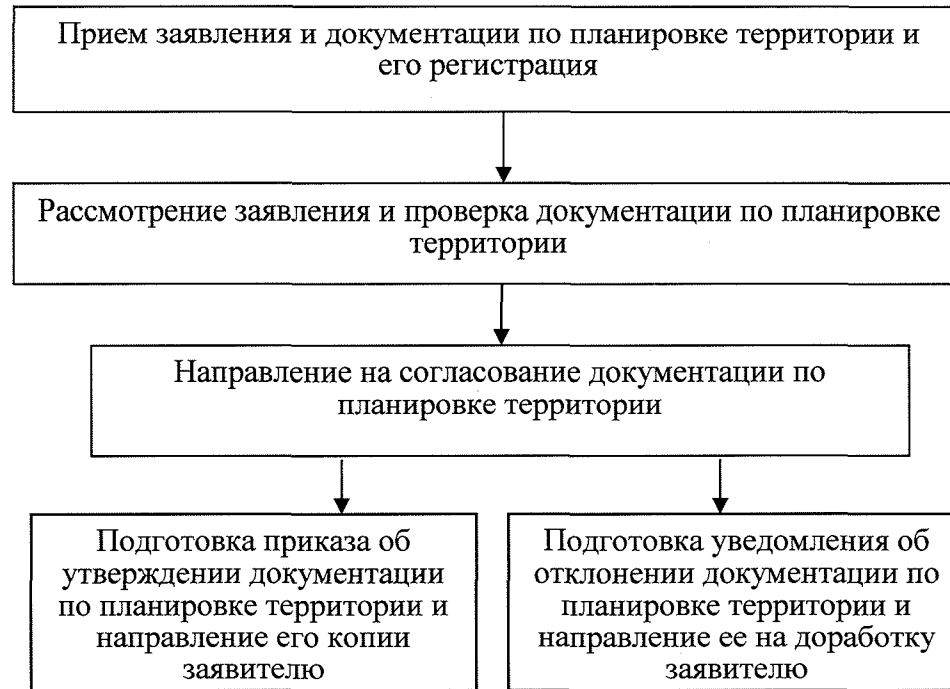 Прием заявления и документации по планировке территории и
его регистрация
Рассмотрение заявления и проверка документации по планировке
территории
Направление на согласование документации по
планировке территории
Подготовка приказа об
утверждении документации
по планировке территории и
направление его копии
заявителю
Подготовка уведомления об
отклонении документации по
планировке территории и
направление ее на доработку
заявителю